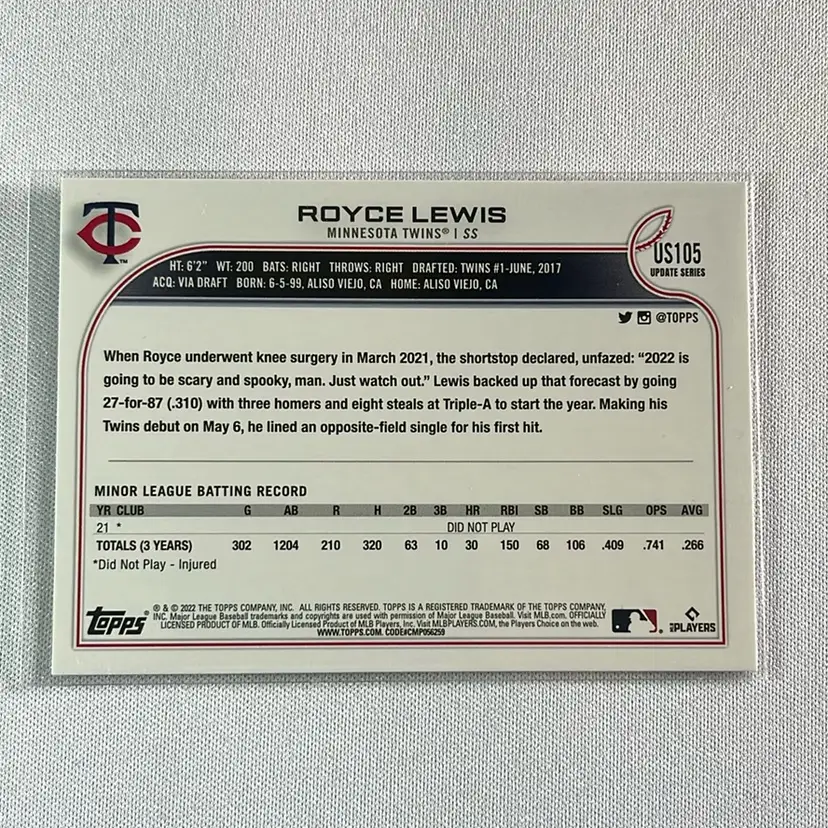 TC™
ROYCE LEWIS
MINNESOTA TWINS® | SS
US105
UPDATE SERIES
HT: 6'2" WT: 200 BATS: RIGHT THROWS: RIGHT DRAFTED: TWINS #1-JUNE, 2017
ACQ: VIA DRAFT BORN: 6-5-99, ALISO VIEJO, CA HOME: ALISO VIEJO, CA
@TOPPS
When Royce underwent knee surgery in March 2021, the shortstop declared, unfazed: “2022 is
going to be scary and spooky, man. Just watch out.” Lewis backed up that forecast by going
27-for-87 (.310) with three homers and eight steals at Triple-A to start the year. Making his
Twins debut on May 6, he lined an opposite-field single for his first hit.
MINOR LEAGUE BATTING RECORD
YR CLUB G AB R H 2B 3B HR RBI SB BB SLG OPS AVG
21 * DID NOT PLAY
TOTALS (3 YEARS) 302 1204 210 320 63 10 30 150 68 106 .409 .741 .266
*Did Not Play - Injured
topps®
® & © 2022 THE TOPPS COMPANY, INC. ALL RIGHTS RESERVED. TOPPS IS A REGISTERED TRADEMARK OF THE TOPPS COMPANY,
INC. Major League Baseball trademarks and copyrights are used with permission of Major League Baseball. Visit MLB.com. OFFICIALLY
LICENSED PRODUCT OF MLB. Officially Licensed Product of MLB Players, Inc. Visit MLBPLAYERS.com, the Players Choice on the web.
WWW.TOPPS.COM. CODE#CMP056259
PLAYERS